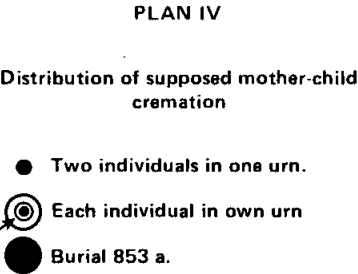 PLAN IV
Distribution of supposed mother-child
cremation
Two individuals in one urn.
Each individual in own urn
Burial 853 a.